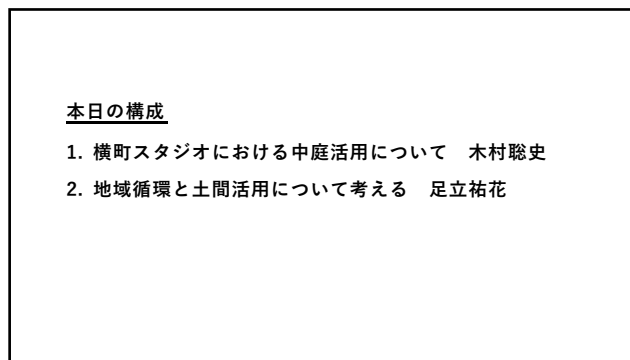 本日の構成
1. 横町スタジオにおける中庭活用について　木村聡史
2. 地域循環と土間活用について考える　足立祐花